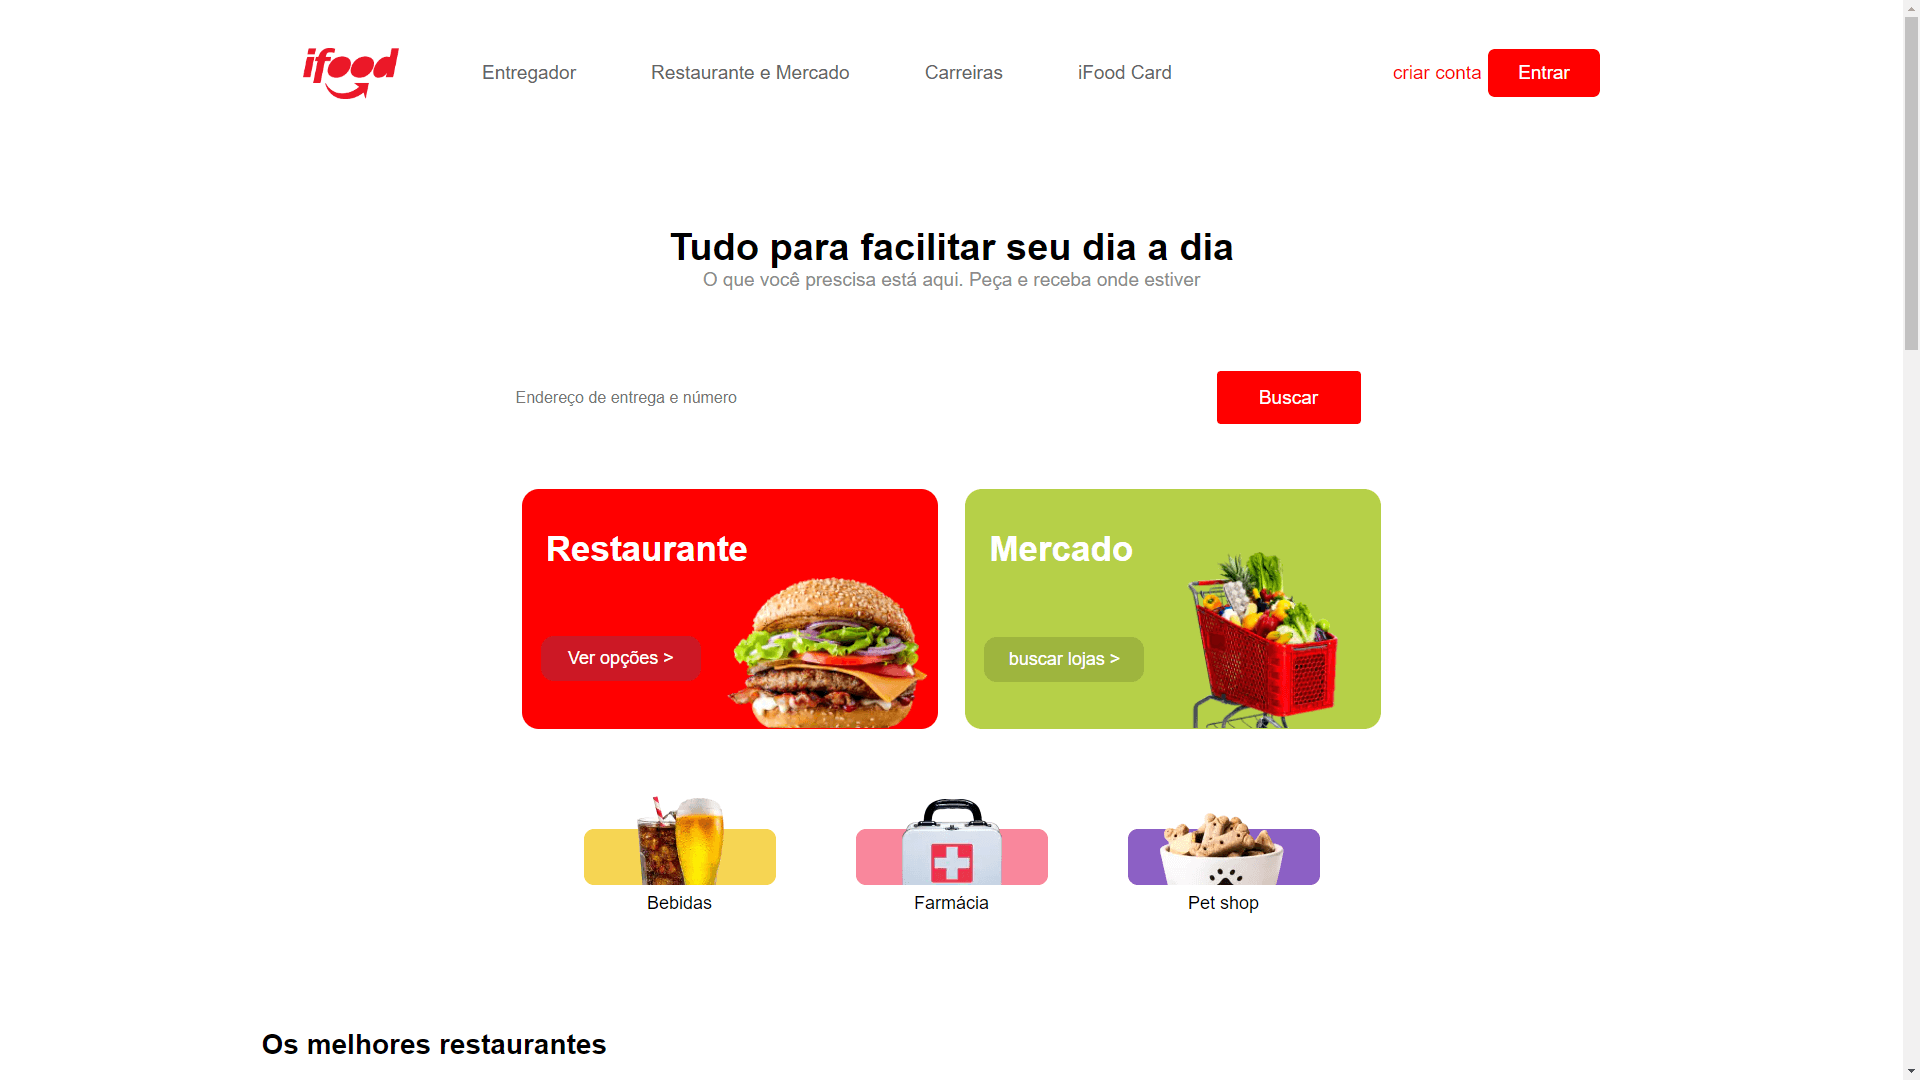 ifood
Entregador
Restaurante e Mercado
Carreiras
iFood Card
criar conta
Entrar
Tudo para facilitar seu dia a dia
O que você prescisa está aqui. Peça e receba onde estiver
Endereço de entrega e número
Buscar
Restaurante
Ver opções >
Mercado
buscar lojas >
Bebidas
Farmácia
Pet shop
Os melhores restaurantes